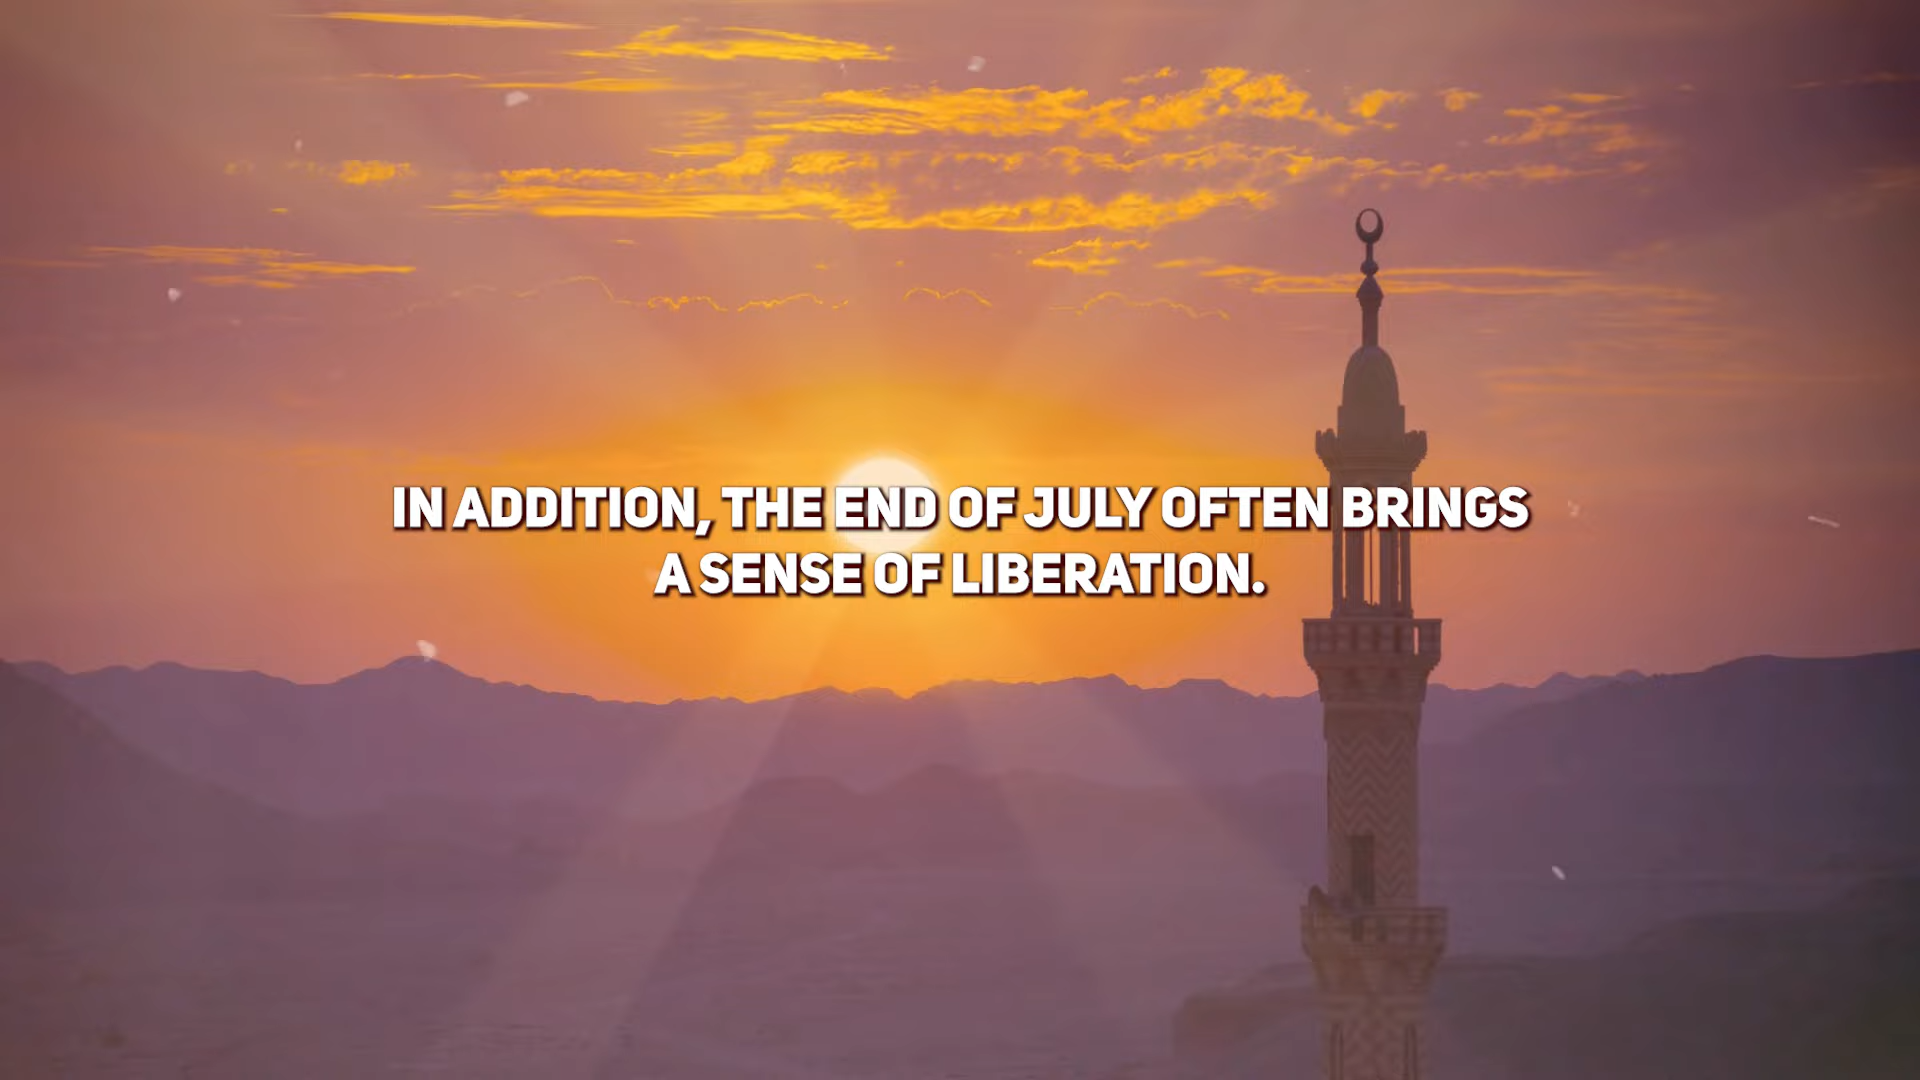 IN ADDITION, THE END OF JULY OFTEN BRINGS
A SENSE OF LIBERATION.